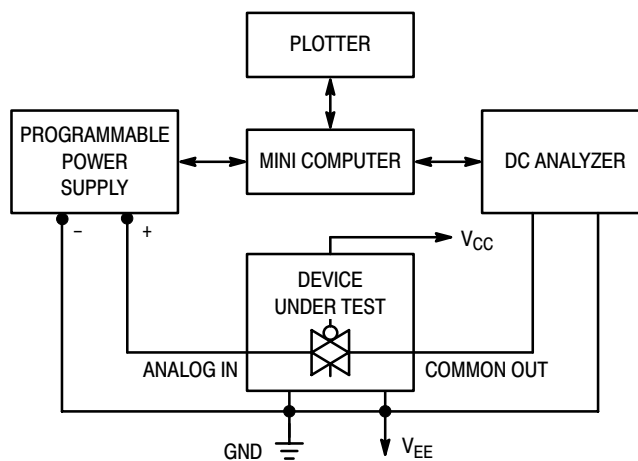 PLOTTER
PROGRAMMABLE
POWER
SUPPLY
MINI COMPUTER
DC ANALYZER
− +
VCC
DEVICE
UNDER TEST
ANALOG IN
COMMON OUT
GND
VEE